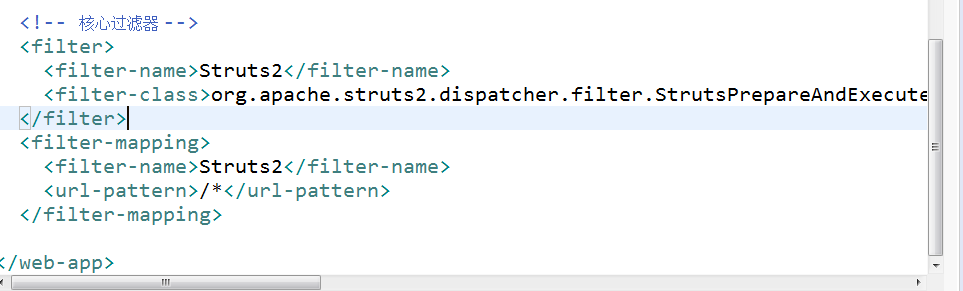 <!-- 核心过滤器 -->
<filter>
<filter-name>Struts2</filter-name>
<filter-class>org.apache.struts2.dispatcher.filter.StrutsPrepareAndExecute
</filter>
<filter-mapping>
<filter-name>Struts2</filter-name>
<url-pattern>/*</url-pattern>
</filter-mapping>
</web-app>